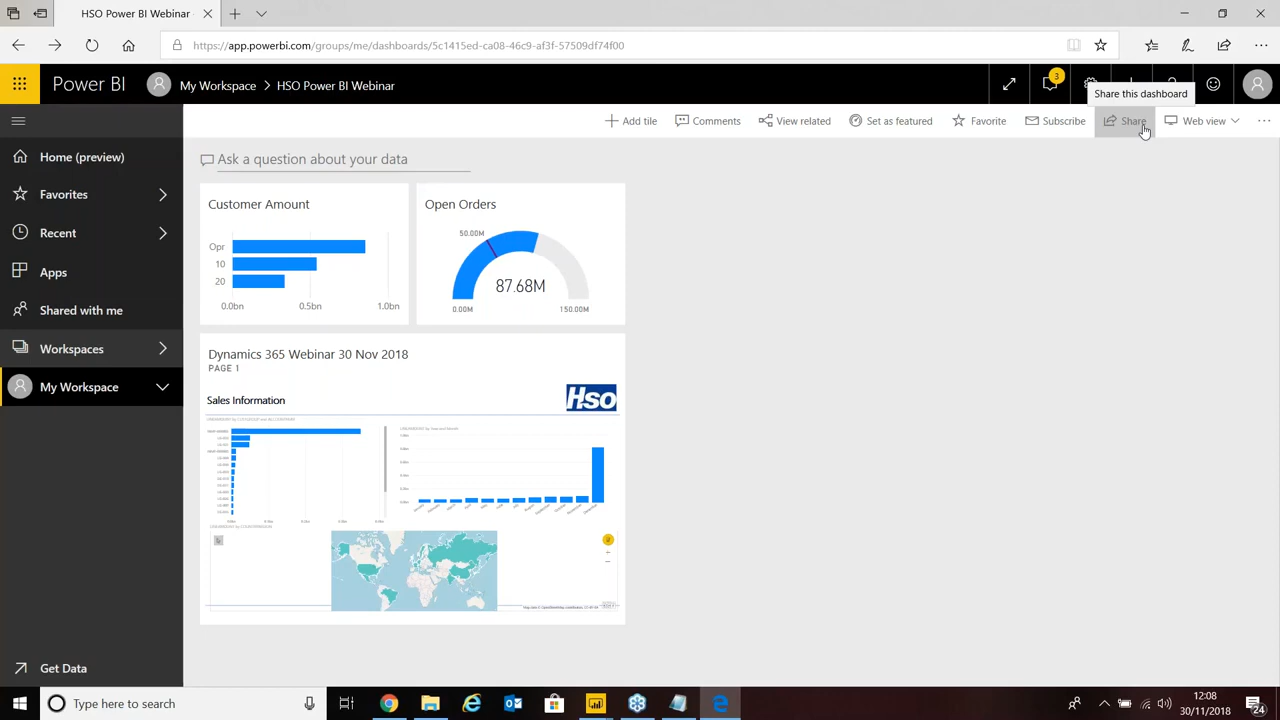 HSO Power BI Webinar
https://app.powerbi.com/groups/me/dashboards/5c1415ed-ca08-46c9-af3f-57509df74f00
Power BI
My Workspace > HSO Power BI Webinar
3
Share this dashboard
Add tile
Comments
View related
Set as featured
Favorite
Subscribe
Share
Web view
Home (preview)
Favorites
Recent
Apps
Shared with me
Workspaces
My Workspace
Get Data
Ask a question about your data
Customer Amount
Opr
10
20
0.0bn 0.5bn 1.0bn
Open Orders
50.00M
87.68M
0.00M 150.00M
Dynamics 365 Webinar 30 Nov 2018
PAGE 1
Sales Information
Hso
Type here to search
12:08
30/11/2018
24